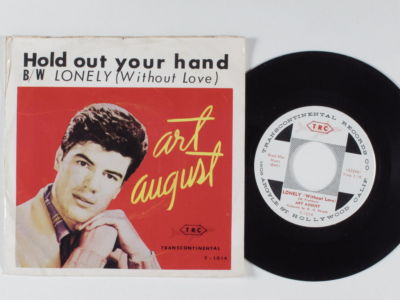 Hold out your hand
B/W LONELY (Without Love)
art
august
TRC
TRANSCONTINENTAL
T-1014
TRANSCONTINENTAL RECORDS CO.
TRC
LONELY (Without Love)
ART AUGUST
HOLLYWOOD CALIF.